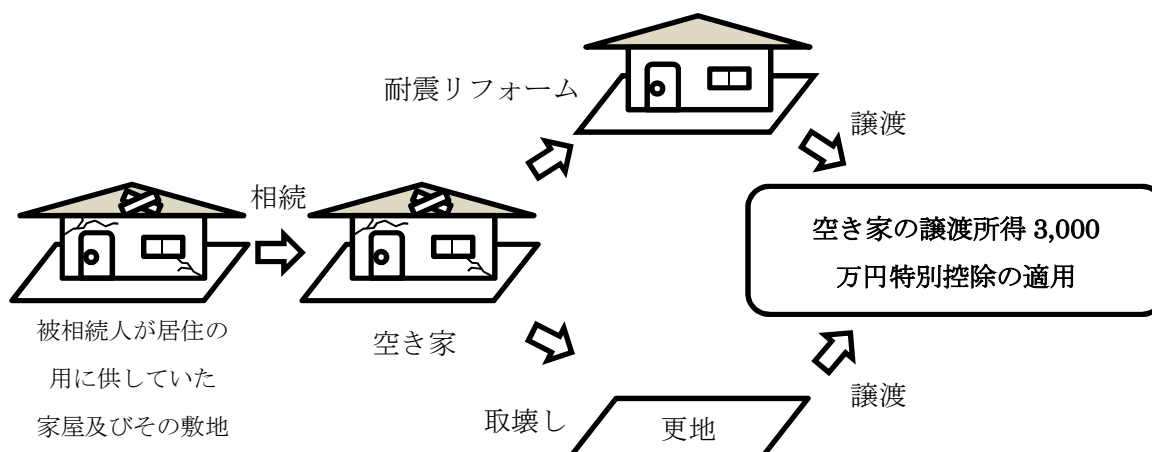 耐震リフォーム
譲渡
相続
空き家の譲渡所得 3,000
万円特別控除の適用
被相続人が居住の
用に供していた
家屋及びその敷地
空き家
取壊し
更地
譲渡